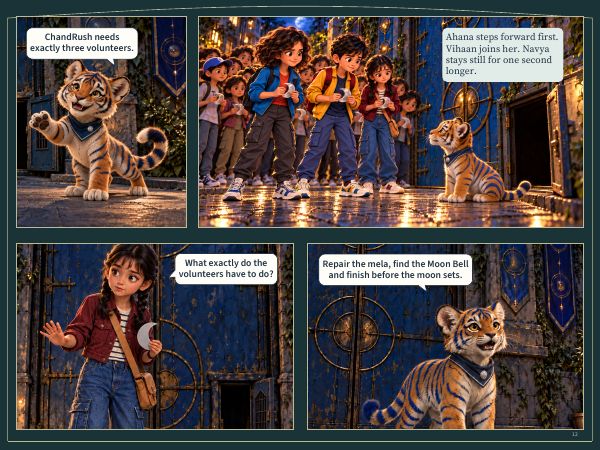 ChandRush needs
exactly three volunteers.
Ahana steps forward first.
Vihaan joins her. Navya
stays still for one second
longer.
What exactly do the
volunteers have to do?
Repair the mela, find the Moon Bell
and finish before the moon sets.
12